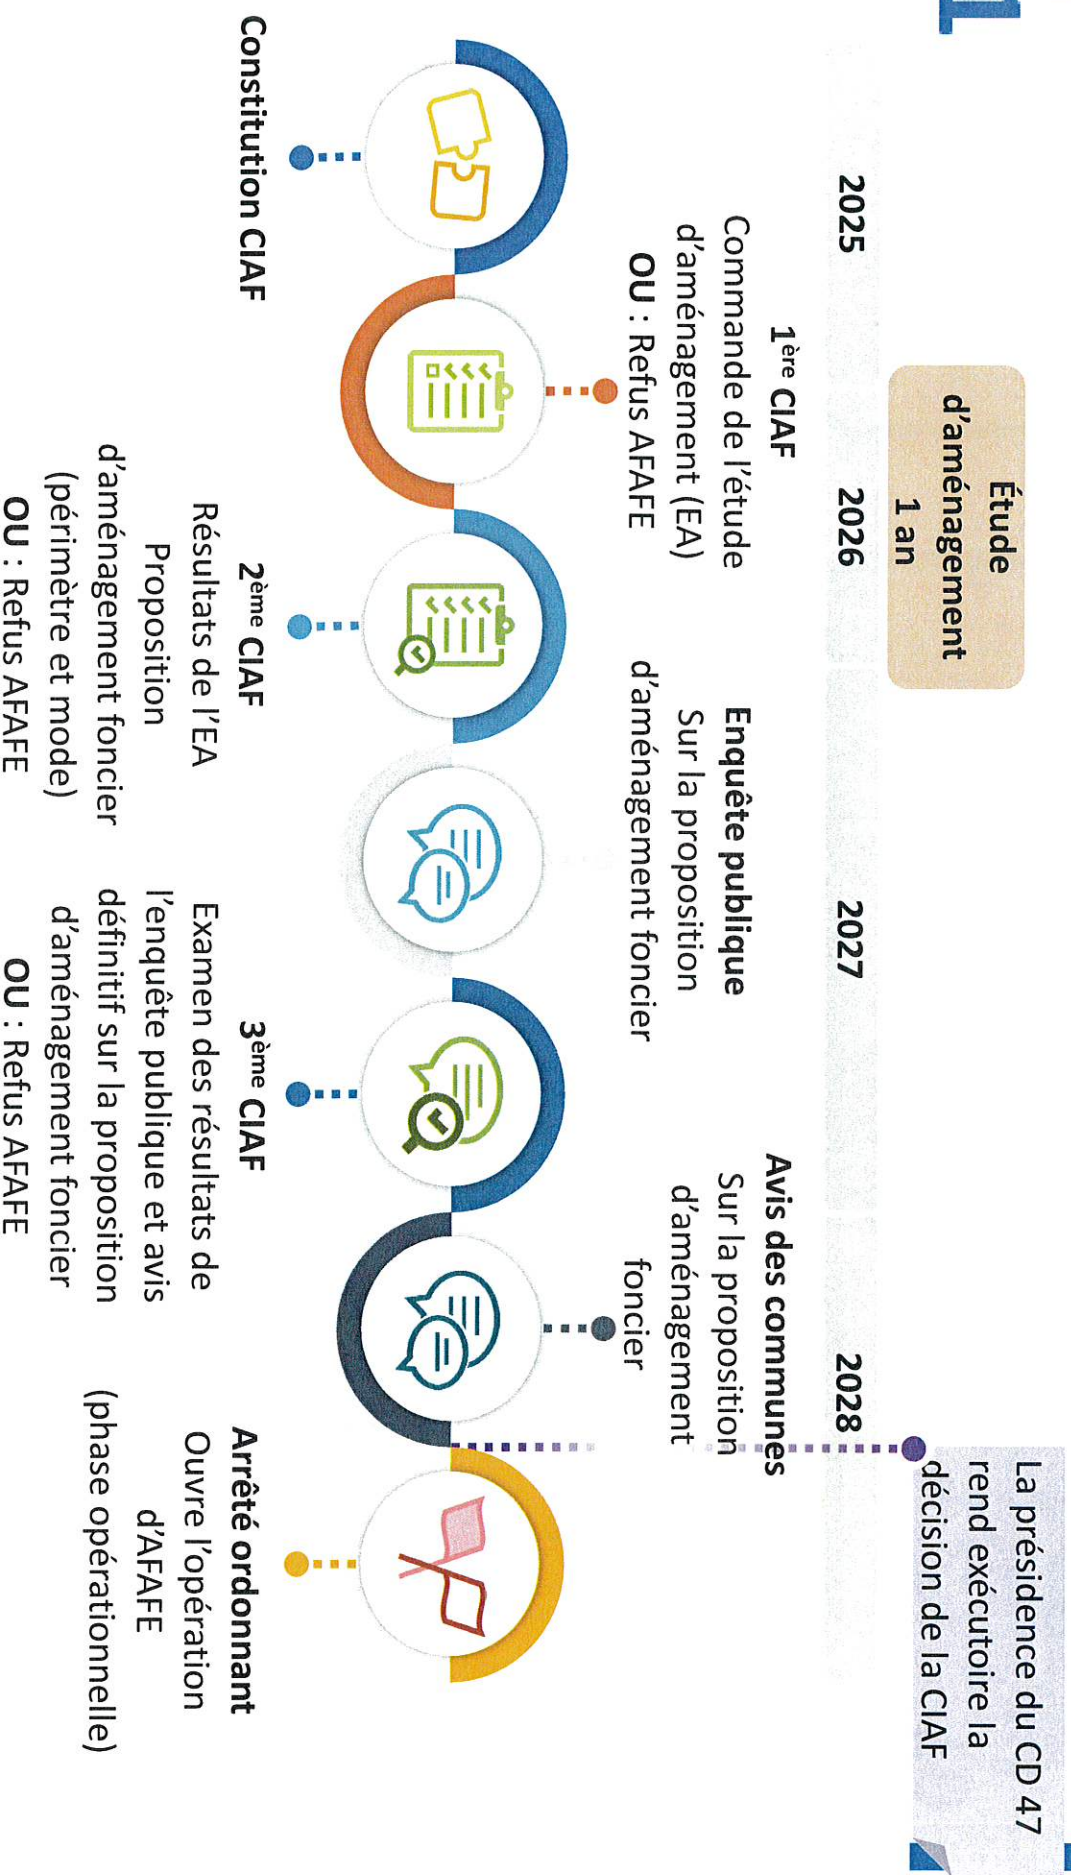 1
Étude
d'aménagement
1 an
La présidence du CD 47
rend exécutoire la
décision de la CIAF
2025
2026
2027
2028
1ère CIAF
Commande de l'étude
d'aménagement (EA)
OU : Refus AFAFE
Enquête publique
Sur la proposition
d'aménagement foncier
Avis des communes
Sur la proposition
d'aménagement
foncier
Constitution CIAF
2ème CIAF
Résultats de l'EA
Proposition
d'aménagement foncier
(périmètre et mode)
OU : Refus AFAFE
3ème CIAF
Examen des résultats de
l'enquête publique et avis
définitif sur la proposition
d'aménagement foncier
OU : Refus AFAFE
Arrêté ordonnant
Ouvre l'opération
d'AFAFE
(phase opérationnelle)